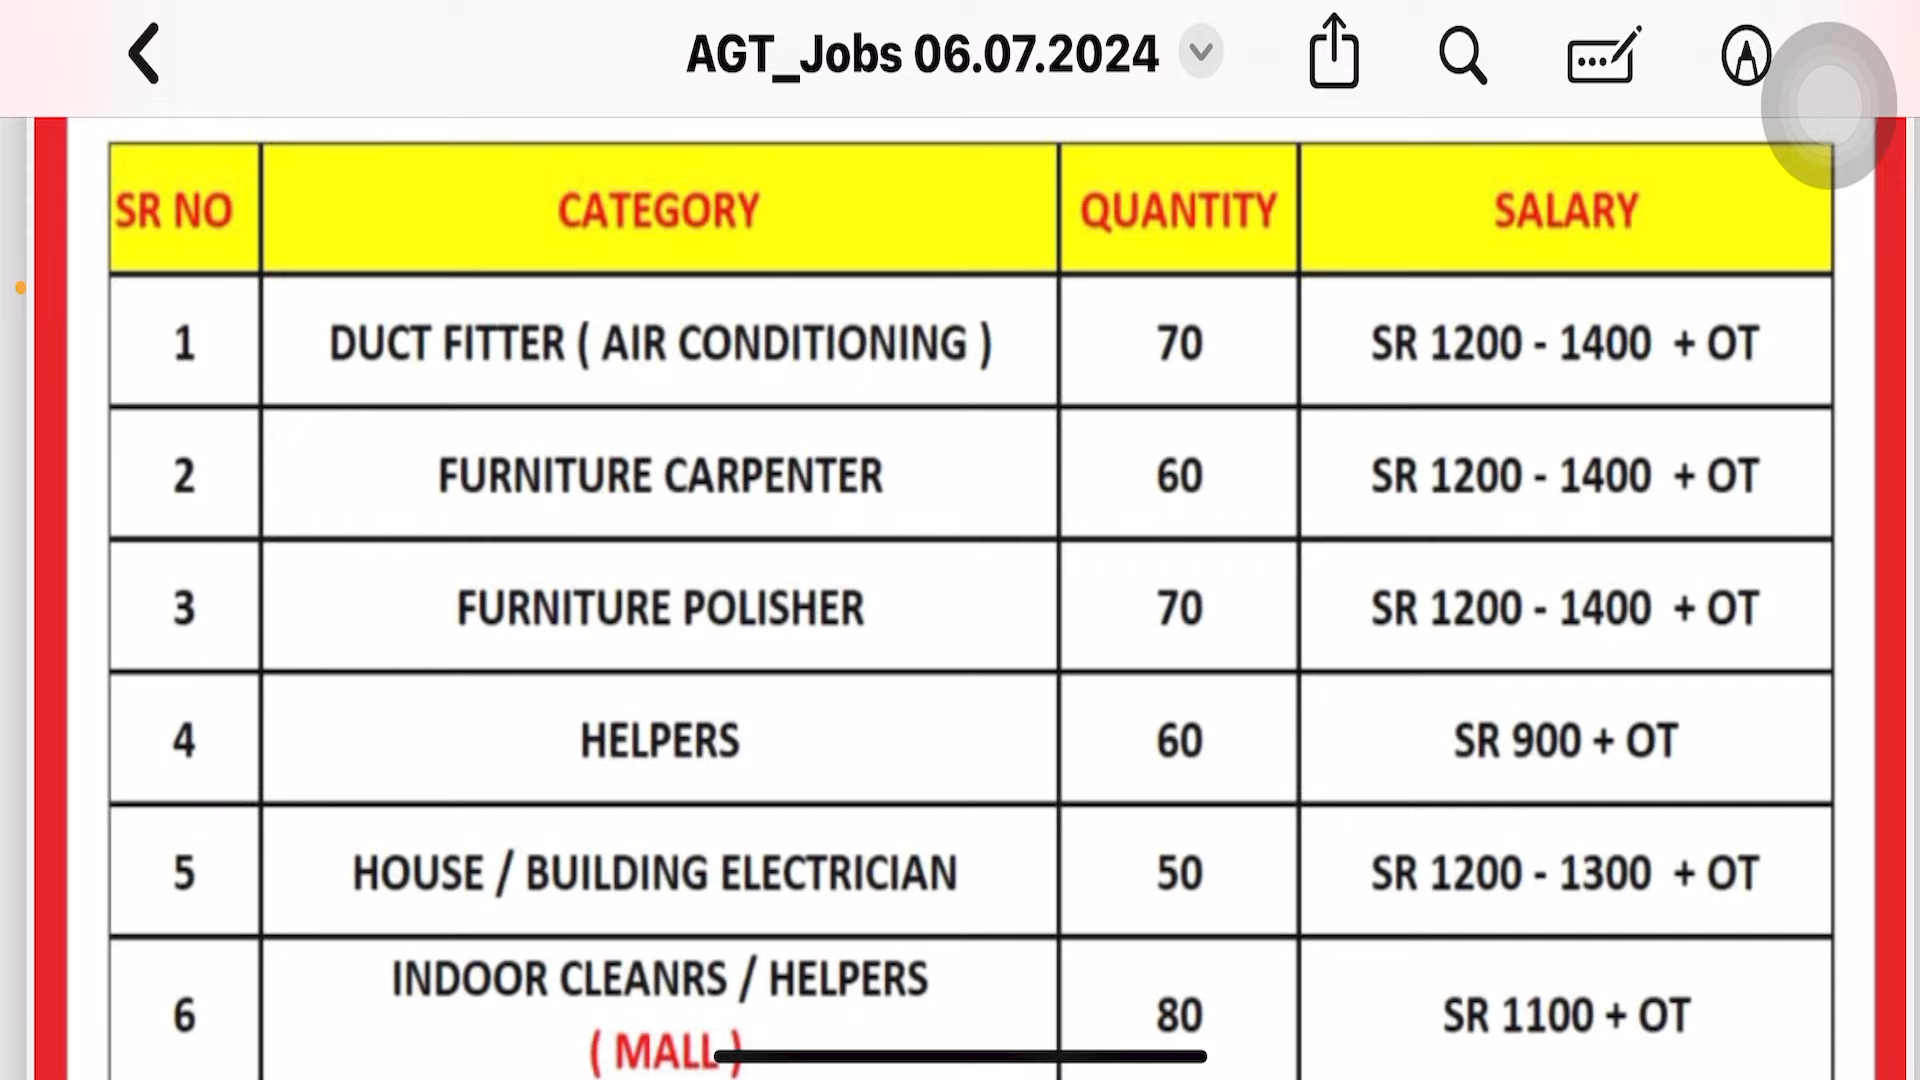 AGT_Jobs 06.07.2024
SR NO CATEGORY QUANTITY SALARY
1 DUCT FITTER ( AIR CONDITIONING ) 70 SR 1200 - 1400 + OT
2 FURNITURE CARPENTER 60 SR 1200 - 1400 + OT
3 FURNITURE POLISHER 70 SR 1200 - 1400 + OT
4 HELPERS 60 SR 900 + OT
5 HOUSE / BUILDING ELECTRICIAN 50 SR 1200 - 1300 + OT
6 INDOOR CLEANRS / HELPERS 80 SR 1100 + OT
( MALL )